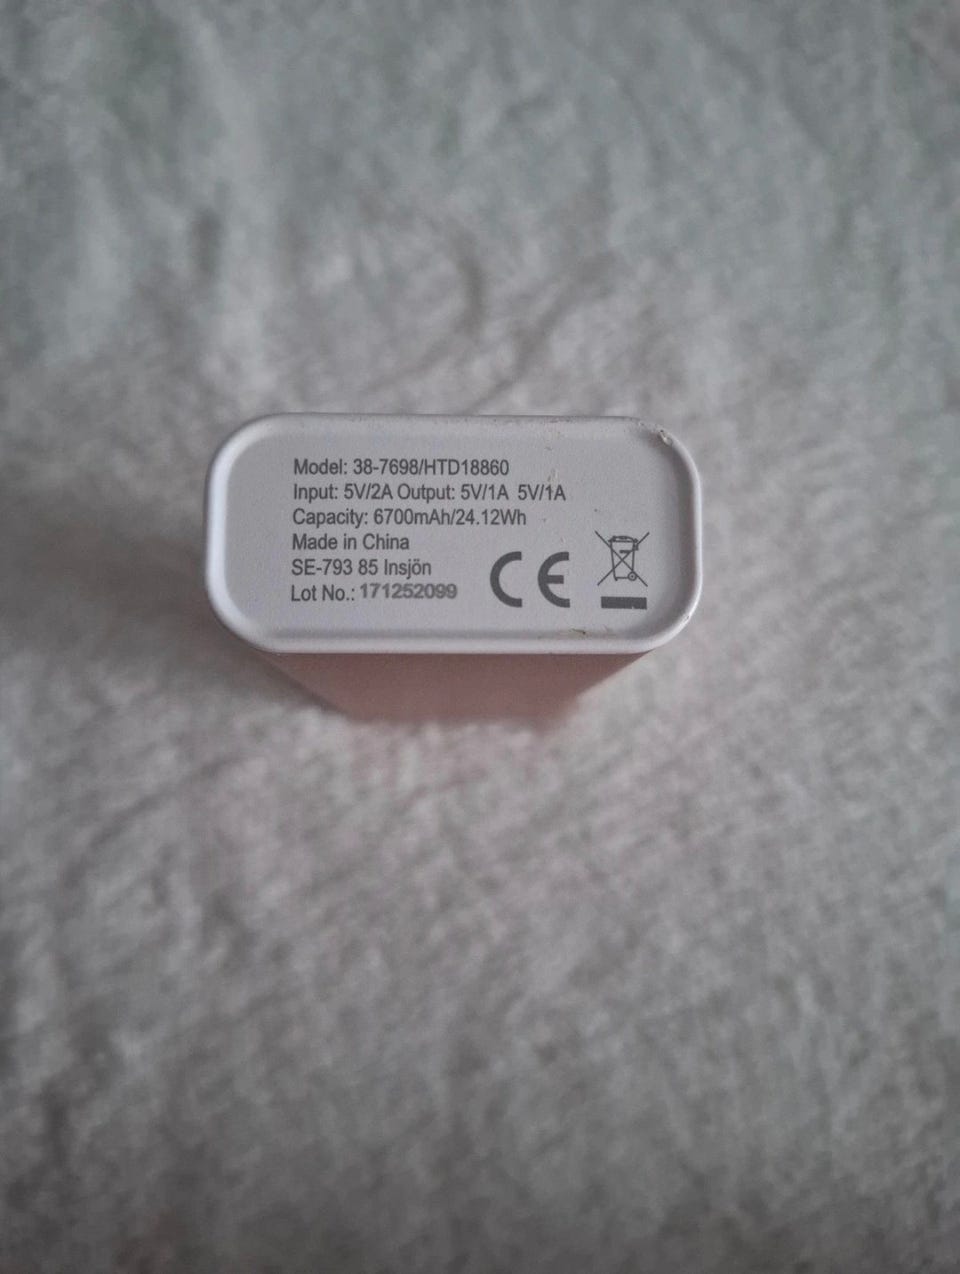 Model: 38-7698/HTD18860
Input: 5V/2A Output: 5V/1A 5V/1A
Capacity: 6700mAh/24.12Wh
Made in China
SE-793 85 Insjön
Lot No.: 171252099
CE